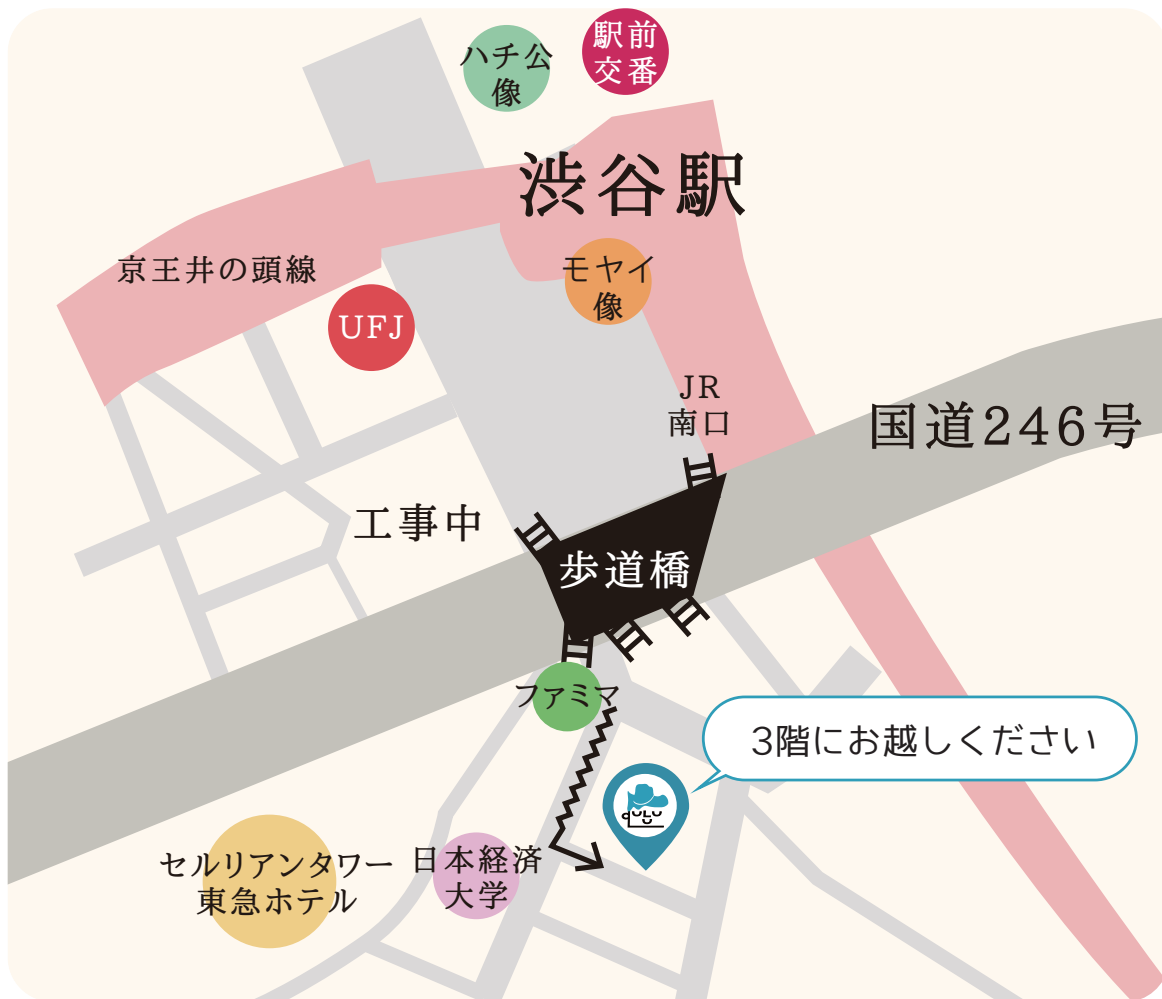 ハチ公
像
駅前
交番
渋谷駅
京王井の頭線
モヤイ
像
UFJ
JR
南口
国道246号
工事中
歩道橋
ファミマ
3階にお越しください
セルリアンタワー
東急ホテル
日本経済
大学